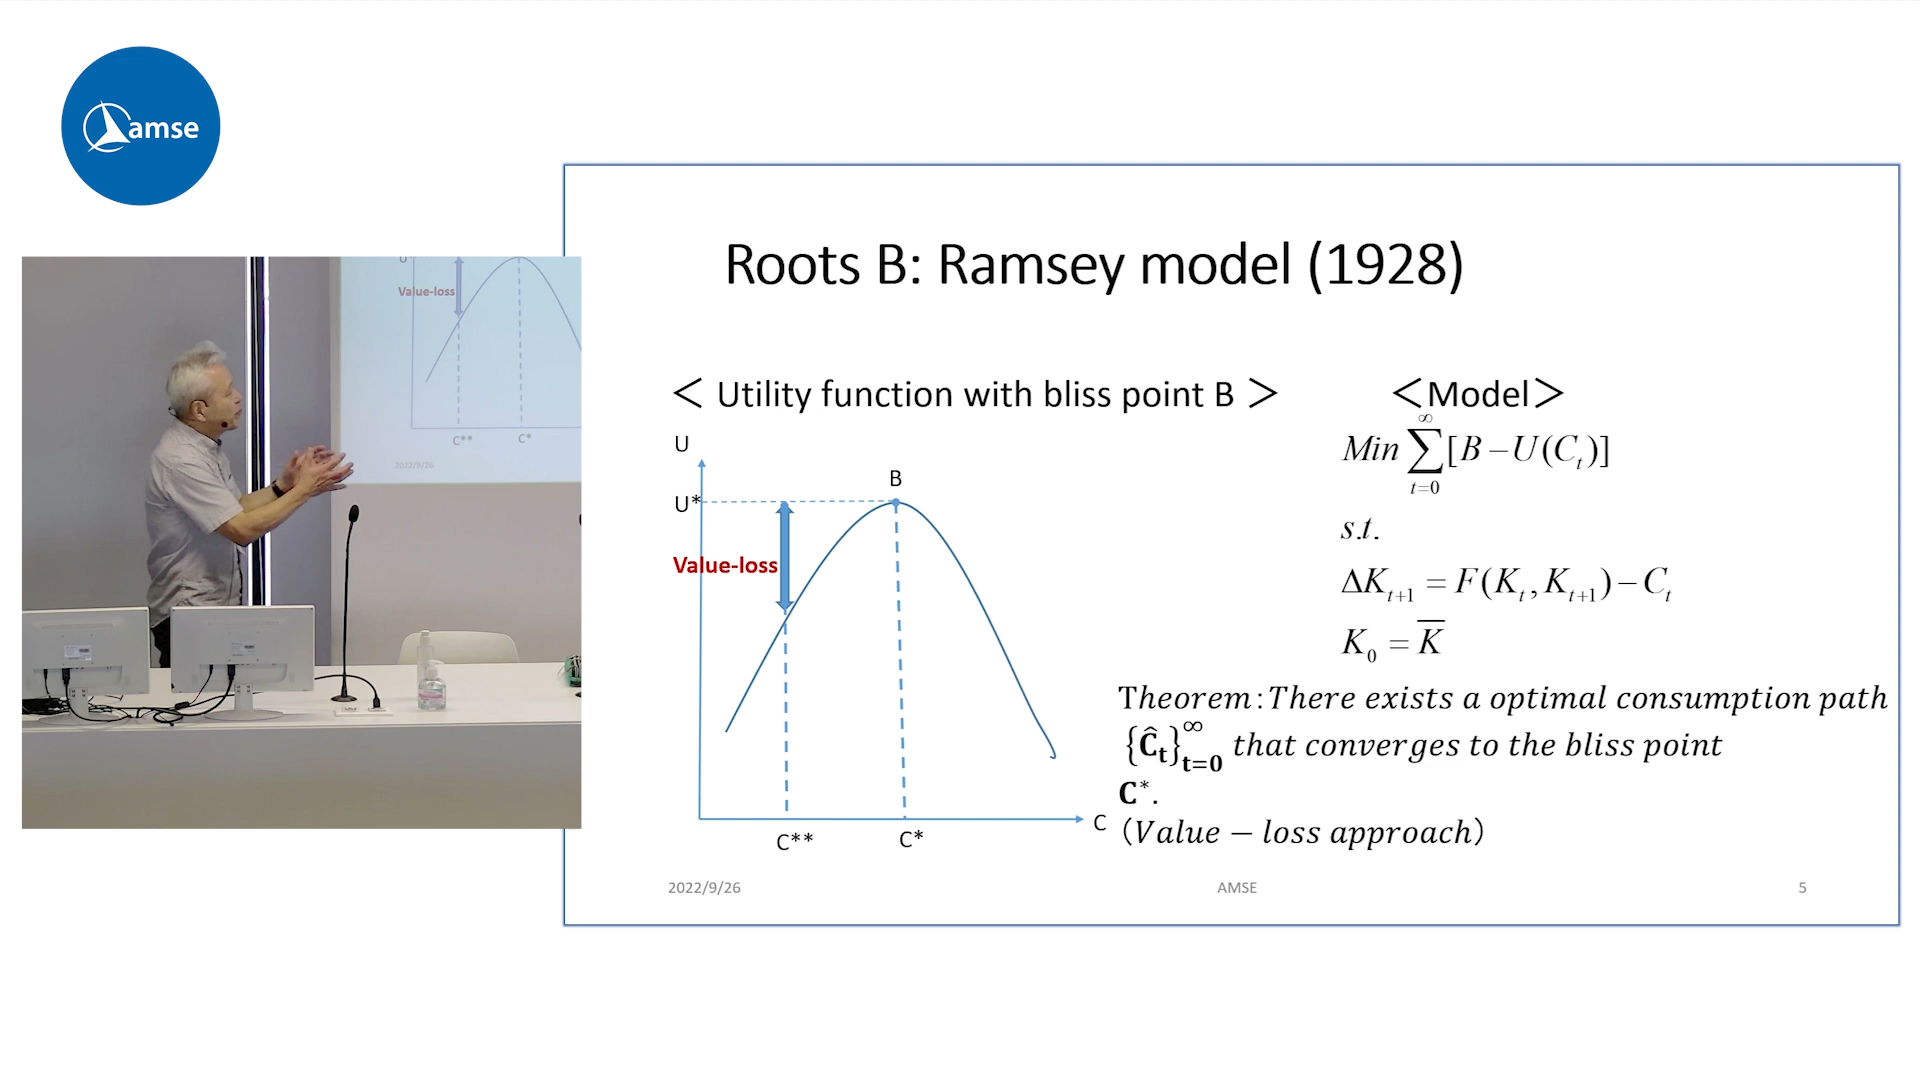 amse
U
Value-loss
C**
C*
2022/9/26
Roots B: Ramsey model (1928)
＜ Utility function with bliss point B ＞
＜Model＞
U
B
U*
Value-loss
C**
C*
C
Min ∑_{t=0}^{∞} [B − U(C_t)]
s.t.
ΔK_{t+1} = F(K_t, K_{t+1}) − C_t
K_0 = K̅
Theorem: There exists a optimal consumption path
{Ĉ_t}_{t=0}^{∞} that converges to the bliss point
C*.
(Value − loss approach)
2022/9/26
AMSE
5